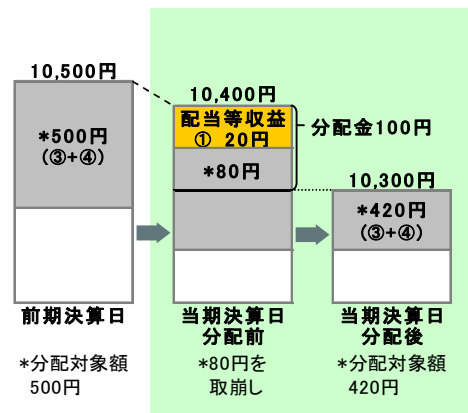 10,500円
*500円
(③+④)
前期決算日
*分配対象額
500円
10,400円
配当等収益
① 20円
*80円
分配金100円
当期決算日
分配前
*80円を
取崩し
10,300円
*420円
(③+④)
当期決算日
分配後
*分配対象額
420円